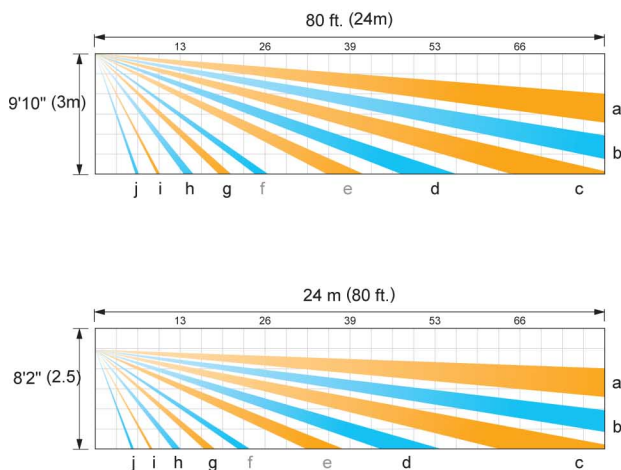 80 ft. (24m)
13 26 39 53 66
9'10" (3m)
a
b
j i h g f e d c
24 m (80 ft.)
13 26 39 53 66
8'2" (2.5)
a
b
j i h g f e d c